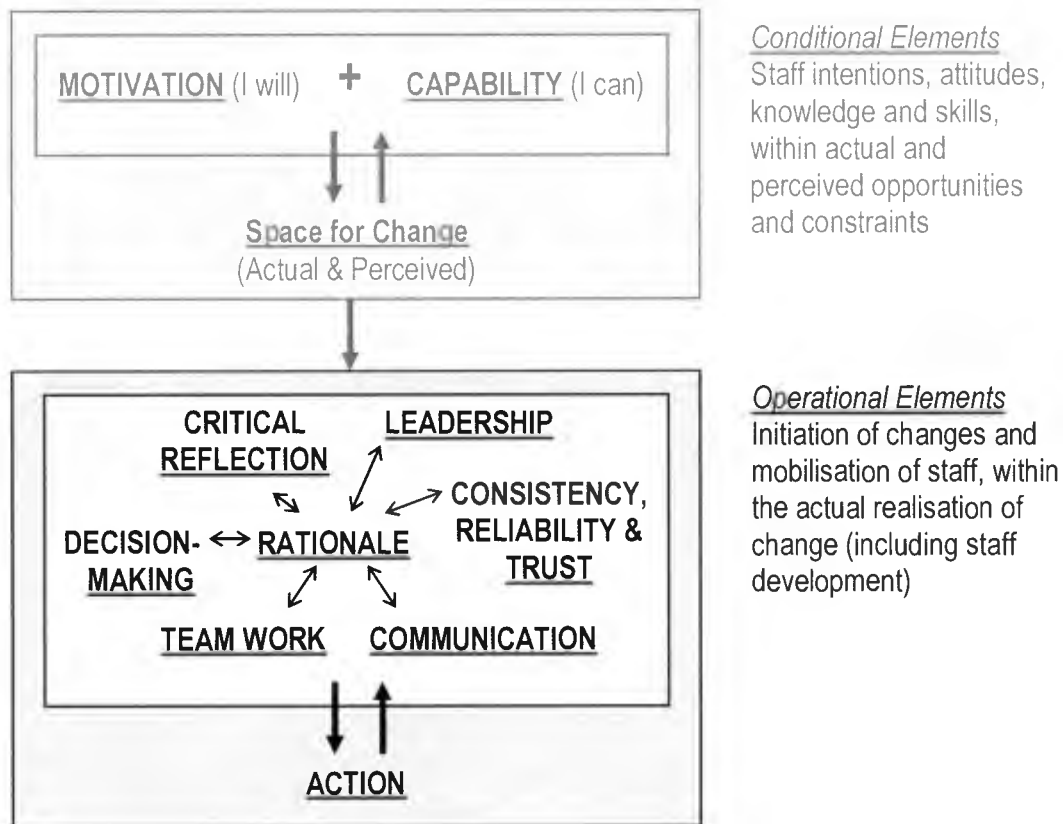 MOTIVATION (I will) + CAPABILITY (I can)
Space for Change
(Actual & Perceived)
Conditional Elements
Staff intentions, attitudes,
knowledge and skills,
within actual and
perceived opportunities
and constraints
CRITICAL
REFLECTION
LEADERSHIP
CONSISTENCY,
RELIABILITY &
TRUST
DECISION-
MAKING
RATIONALE
TEAM WORK
COMMUNICATION
ACTION
Operational Elements
Initiation of changes and
mobilisation of staff, within
the actual realisation of
change (including staff
development)